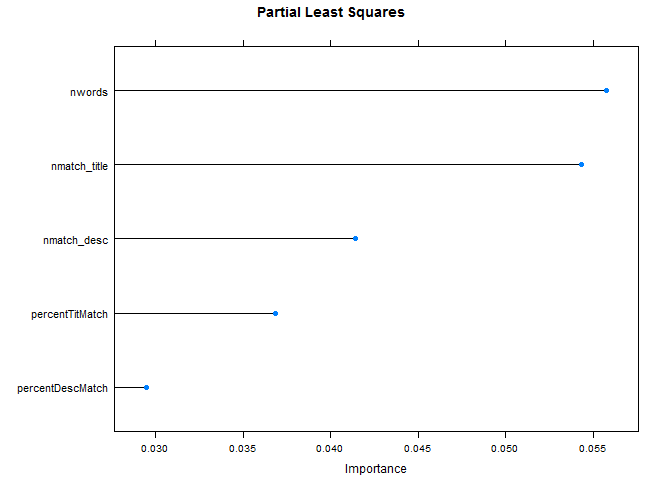 Partial Least Squares
nwords
nmatch_title
nmatch_desc
percentTitMatch
percentDescMatch
0.030 0.035 0.040 0.045 0.050 0.055
Importance